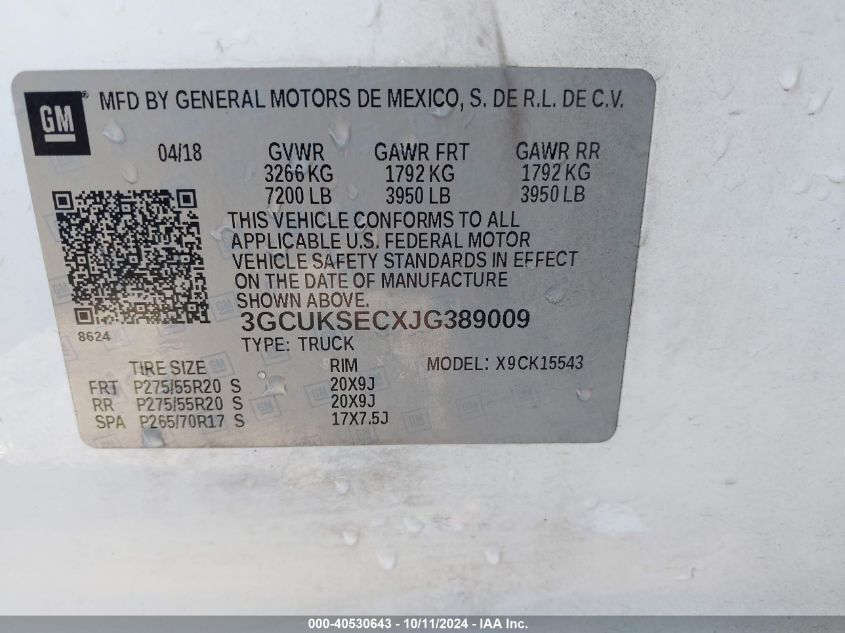 GM ® MFD BY GENERAL MOTORS DE MEXICO, S. DE R.L. DE C.V.
04/18 GVWR GAWR FRT GAWR RR
3266 KG 1792 KG 1792 KG
7200 LB 3950 LB 3950 LB
THIS VEHICLE CONFORMS TO ALL
APPLICABLE U.S. FEDERAL MOTOR
VEHICLE SAFETY STANDARDS IN EFFECT
ON THE DATE OF MANUFACTURE
SHOWN ABOVE.
3GCUKSECXJG389009
8624 TYPE: TRUCK
TIRE SIZE RIM MODEL: X9CK15543
FRT P275/55R20 S 20X9J
RR P275/55R20 S 20X9J
SPA P265/70R17 S 17X7.5J
000-40530643 - 10/11/2024 - IAA Inc.